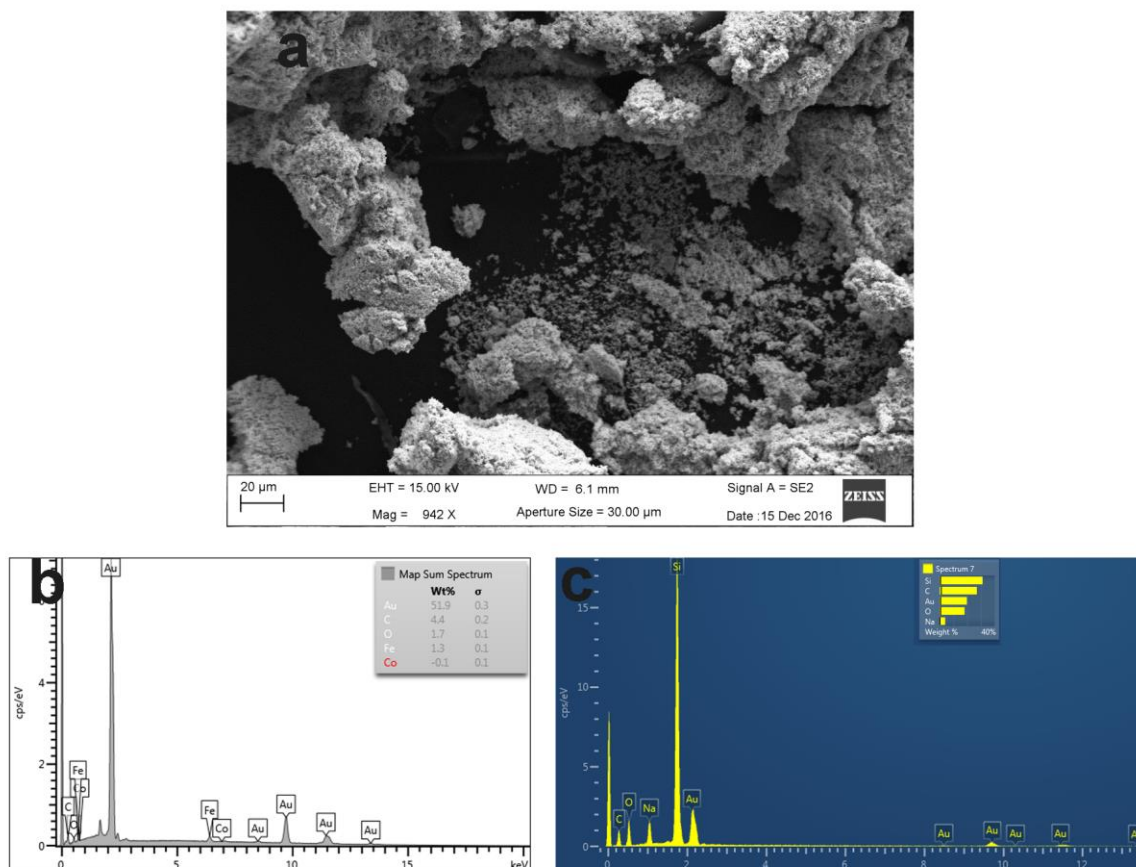 a
20 µm
EHT = 15.00 kV
WD = 6.1 mm
Signal A = SE2
Mag = 942 X
Aperture Size = 30.00 µm
Date :15 Dec 2016
ZEISS
b
Au
Map Sum Spectrum
Wt% σ
Au 51.9 0.3
C 4.4 0.2
O 1.7 0.1
Fe 1.3 0.1
Co -0.1 0.1
cps/eV
4
2
0
Fe
Co
C
O
Fe
Co
Au
Au
Au
Au
0 5 10 15 keV
c
Si
Spectrum 7
Si
C
Au
O
Na
Weight % 40%
cps/eV
15
10
5
0
C
O
Na
Au
Au
Au
Au
Au
0 2 4 6 8 10 12